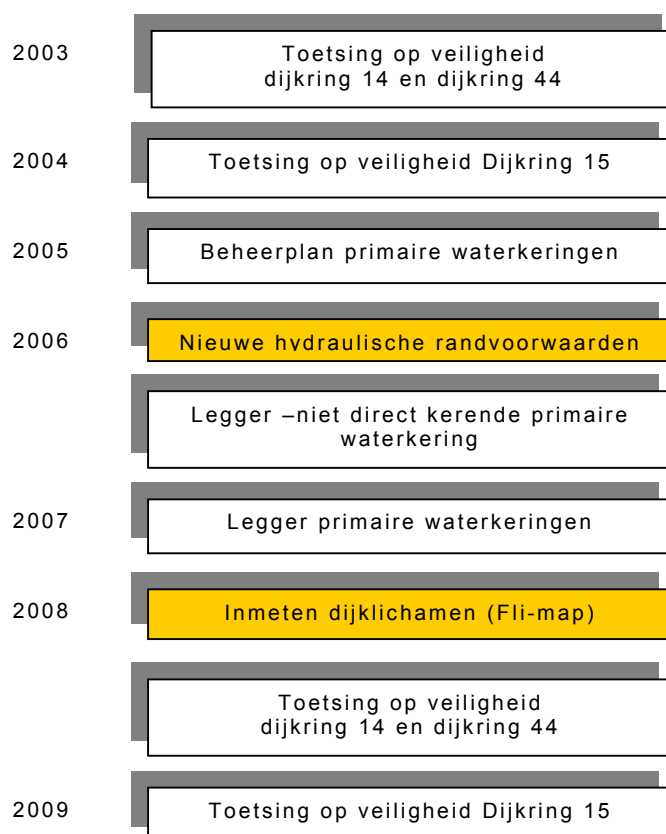 2003
Toetsing op veiligheid
dijkring 14 en dijkring 44
2004
Toetsing op veiligheid Dijkring 15
2005
Beheerplan primaire waterkeringen
2006
Nieuwe hydraulische randvoorwaarden
Legger –niet direct kerende primaire
waterkering
2007
Legger primaire waterkeringen
2008
Inmeten dijklichamen (Fli-map)
Toetsing op veiligheid
dijkring 14 en dijkring 44
2009
Toetsing op veiligheid Dijkring 15